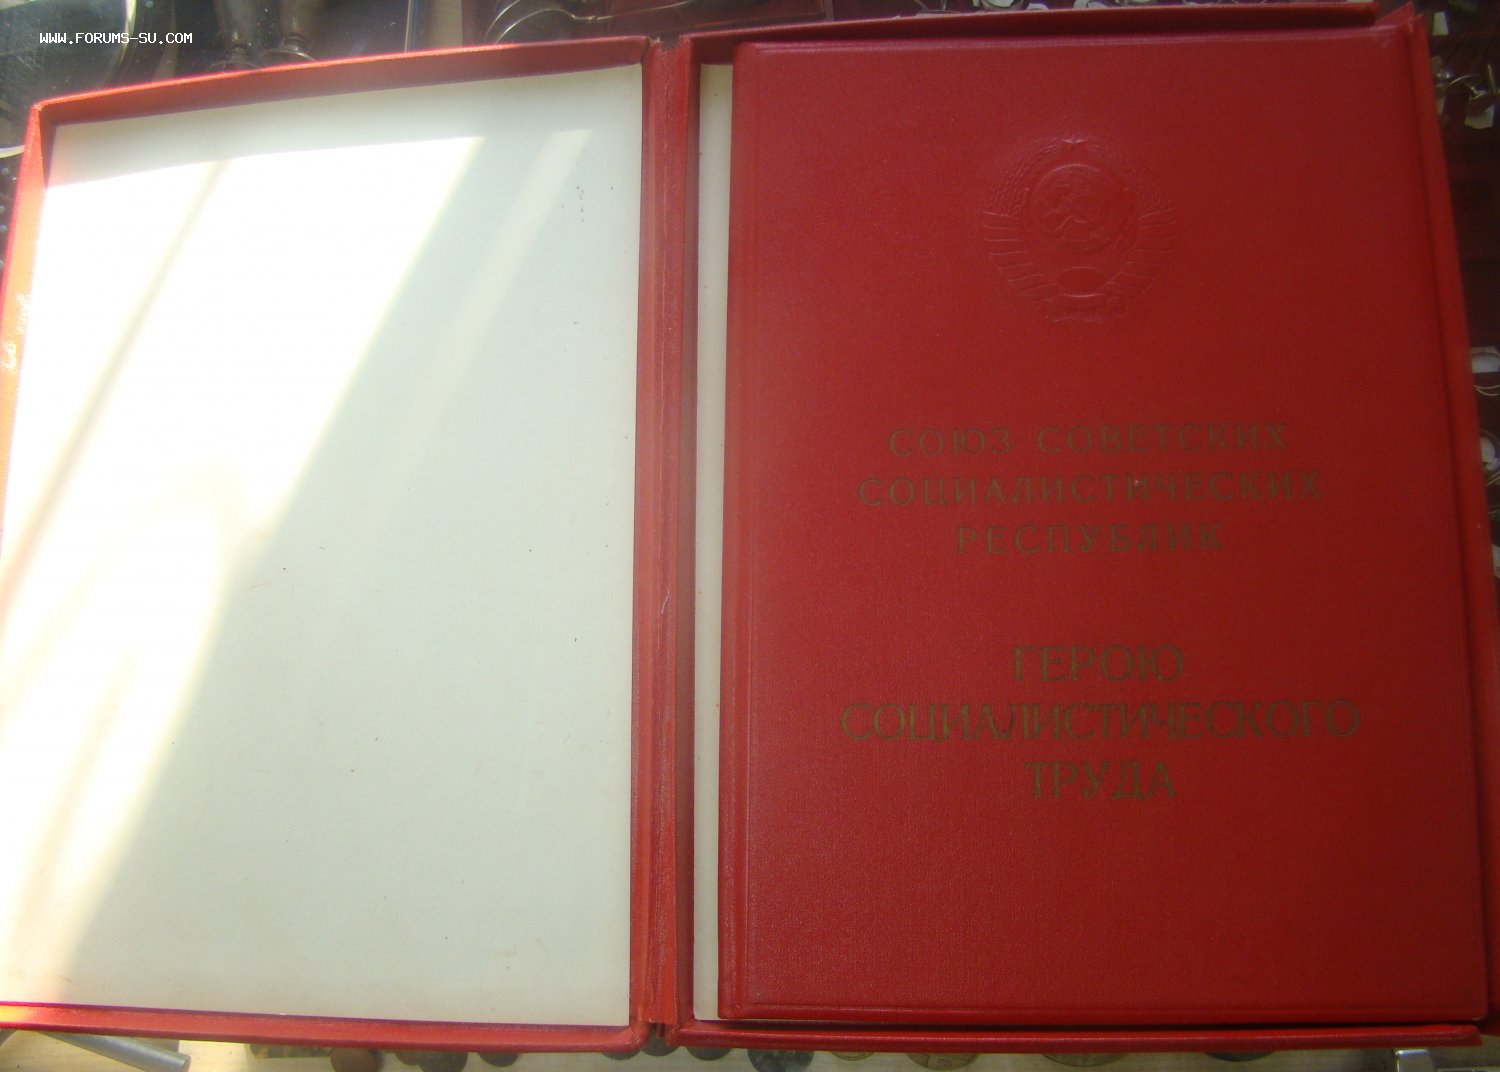 WWW.FORUMS-SU.COM
СОЮЗ СОВЕТСКИХ
СОЦИАЛИСТИЧЕСКИХ
РЕСПУБЛИК
ГЕРОЮ
СОЦИАЛИСТИЧЕСКОГО
ТРУДА